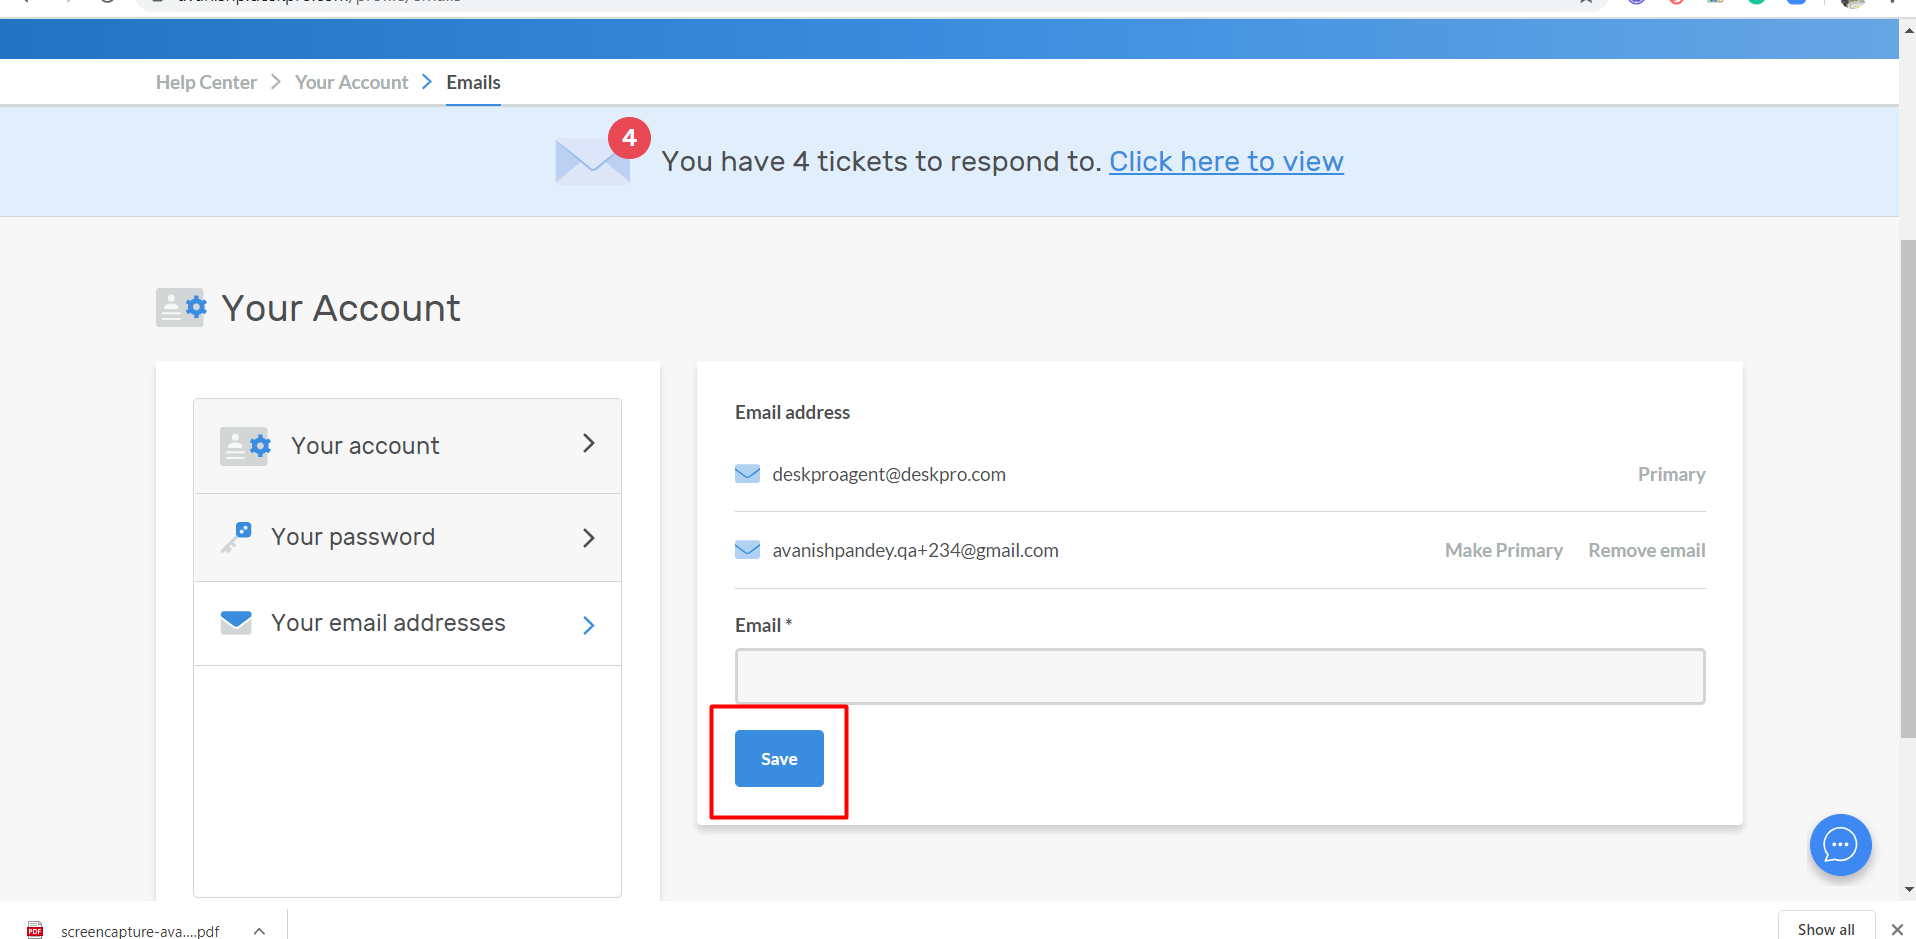 Help Center > Your Account > Emails
4
You have 4 tickets to respond to. Click here to view
Your Account
Your account
Your password
Your email addresses
Email address
deskproagent@deskpro.com Primary
avanishpandey.qa+234@gmail.com Make Primary Remove email
Email *
Save
screencapture-ava....pdf
Show all